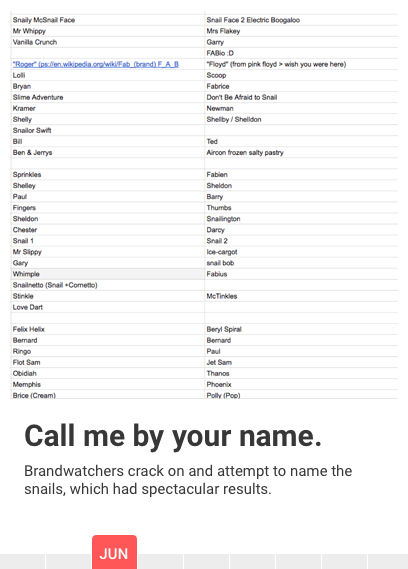 Snaily McSnail Face Snail Face 2 Electric Boogaloo
Mr Whippy Mrs Flakey
Vanilla Crunch Garry
FABio :D
"Roger" (ps://en.wikipedia.org/wiki/Fab_(brand) F_A_B "Floyd" (from pink floyd > wish you were here)
Lolli Scoop
Bryan Fabrice
Slime Adventure Don't Be Afraid to Snail
Kramer Newman
Shelly Shellby / Shelldon
Snailor Swift
Bill Ted
Ben & Jerrys Aircon frozen salty pastry
Sprinkles Fabien
Shelley Sheldon
Paul Barry
Fingers Thumbs
Sheldon Snailington
Chester Darcy
Snail 1 Snail 2
Mr Slippy Ice-cargot
Gary snail bob
Whimple Fabius
Snailnetto (Snail +Cornetto)
Stinkle McTinkles
Love Dart
Felix Helix Beryl Spiral
Bernard Bernard
Ringo Paul
Flot Sam Jet Sam
Obidiah Thanos
Memphis Phoenix
Brice (Cream) Polly (Pop)
Call me by your name.
Brandwatchers crack on and attempt to name the
snails, which had spectacular results.
JUN